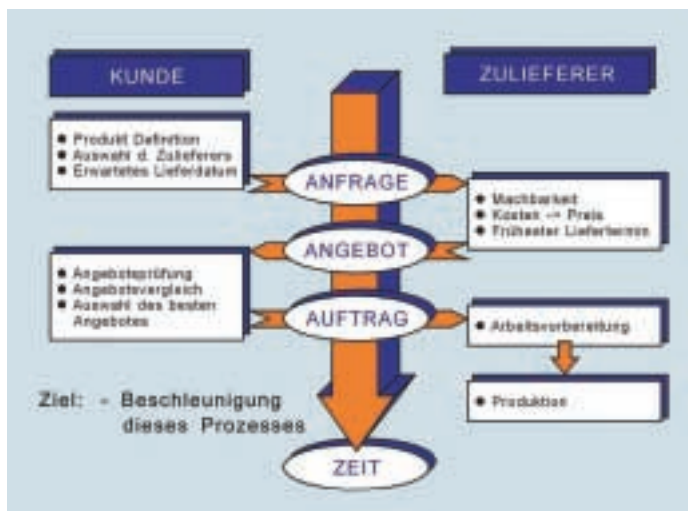 KUNDE
ZULIEFERER
● Produkt Definition
● Auswahl d. Zulieferers
● Erwartetes Lieferdatum
ANFRAGE
● Machbarkeit
● Kosten -> Preis
● Frühester Liefertermin
ANGEBOT
● Angebotsprüfung
● Angebotsvergleich
● Auswahl des besten
Angebotes
AUFTRAG
● Arbeitsvorbereitung
● Produktion
Ziel: - Beschleunigung
dieses Prozesses
ZEIT